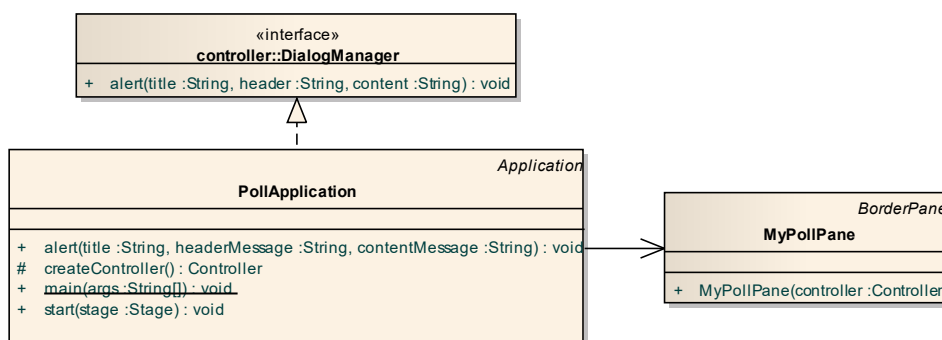 «interface»
controller::DialogManager
+ alert(title :String, header :String, content :String) : void
Application
PollApplication
+ alert(title :String, headerMessage :String, contentMessage :String) : void
# createController() : Controller
+ main(args :String[]) : void
+ start(stage :Stage) : void
BorderPane
MyPollPane
+ MyPollPane(controller :Controller